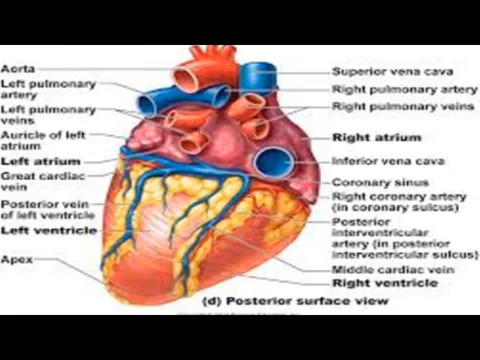 Aorta
Left pulmonary
artery
Left pulmonary
veins
Auricle of left
atrium
Left atrium
Great cardiac
vein
Posterior vein
of left ventricle
Left ventricle
Apex
Superior vena cava
Right pulmonary artery
Right pulmonary veins
Right atrium
Inferior vena cava
Coronary sinus
Right coronary artery
(in coronary sulcus)
Posterior
interventricular
artery (in posterior
interventricular sulcus)
Middle cardiac vein
Right ventricle
(d) Posterior surface view